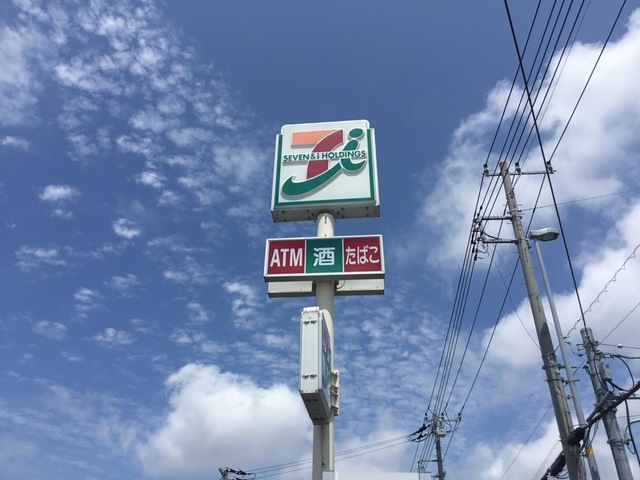 SEVEN & i HOLDINGS
ATM 酒 たばこ